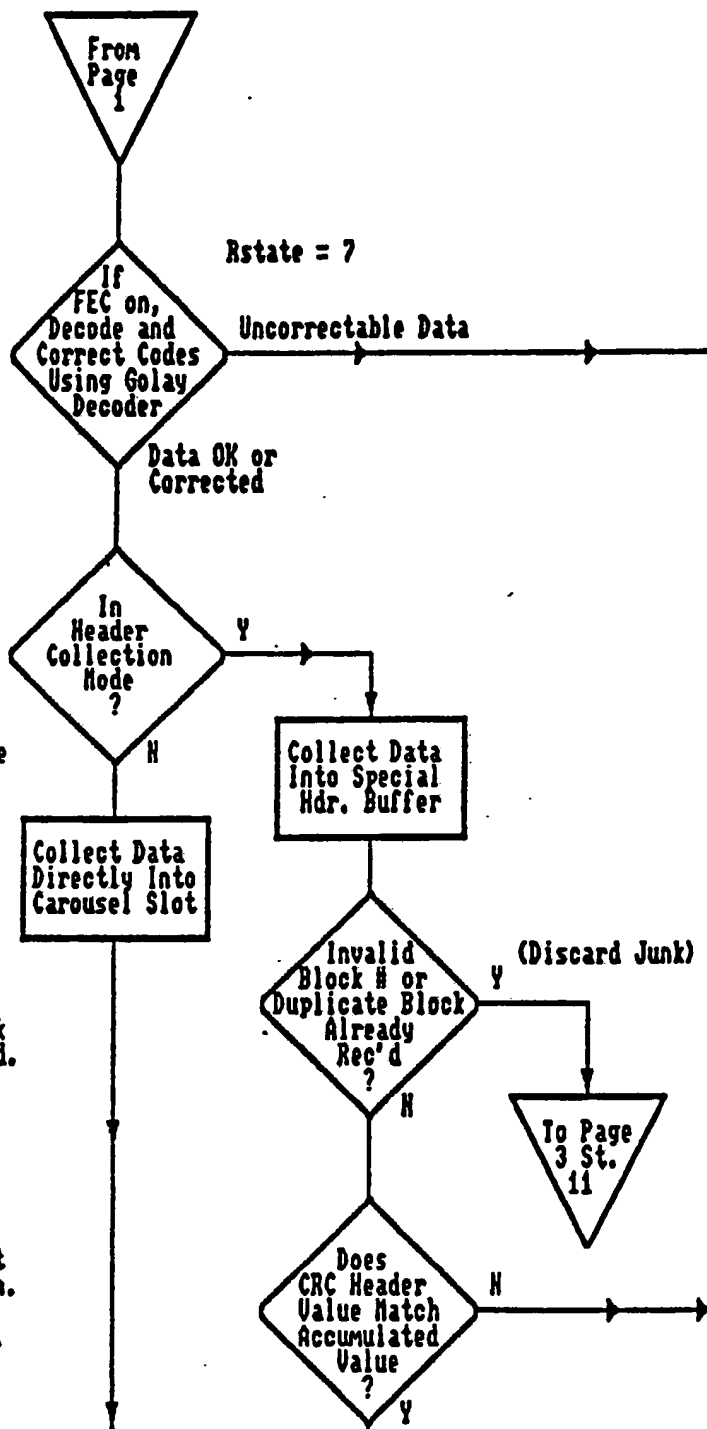 From
Page
1
Rstate = 7
If
FEC on,
Decode and
Correct Codes
Using Golay
Decoder
Uncorrectable Data
Data OK or
Corrected
In
Header
Collection
Mode
?
Y
N
Collect Data
Into Special
Hdr. Buffer
Collect Data
Directly Into
Carousel Slot
Invalid
Block # or
Duplicate Block
Already
Rec'd
?
(Discard Junk)
Y
N
To Page
3 St.
11
Does
CRC Header
Value Match
Accumulated
Value
?
N
Y